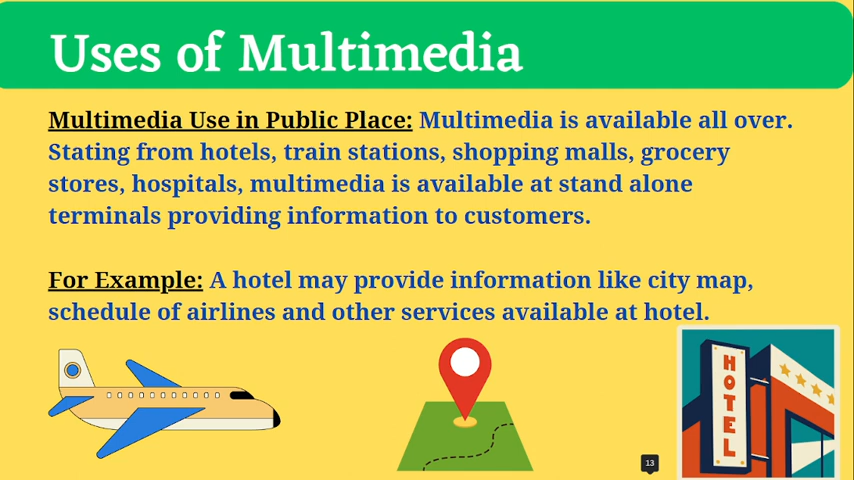 Uses of Multimedia
Multimedia Use in Public Place: Multimedia is available all over.
Stating from hotels, train stations, shopping malls, grocery
stores, hospitals, multimedia is available at stand alone
terminals providing information to customers.
For Example: A hotel may provide information like city map,
schedule of airlines and other services available at hotel.
HOTEL
13